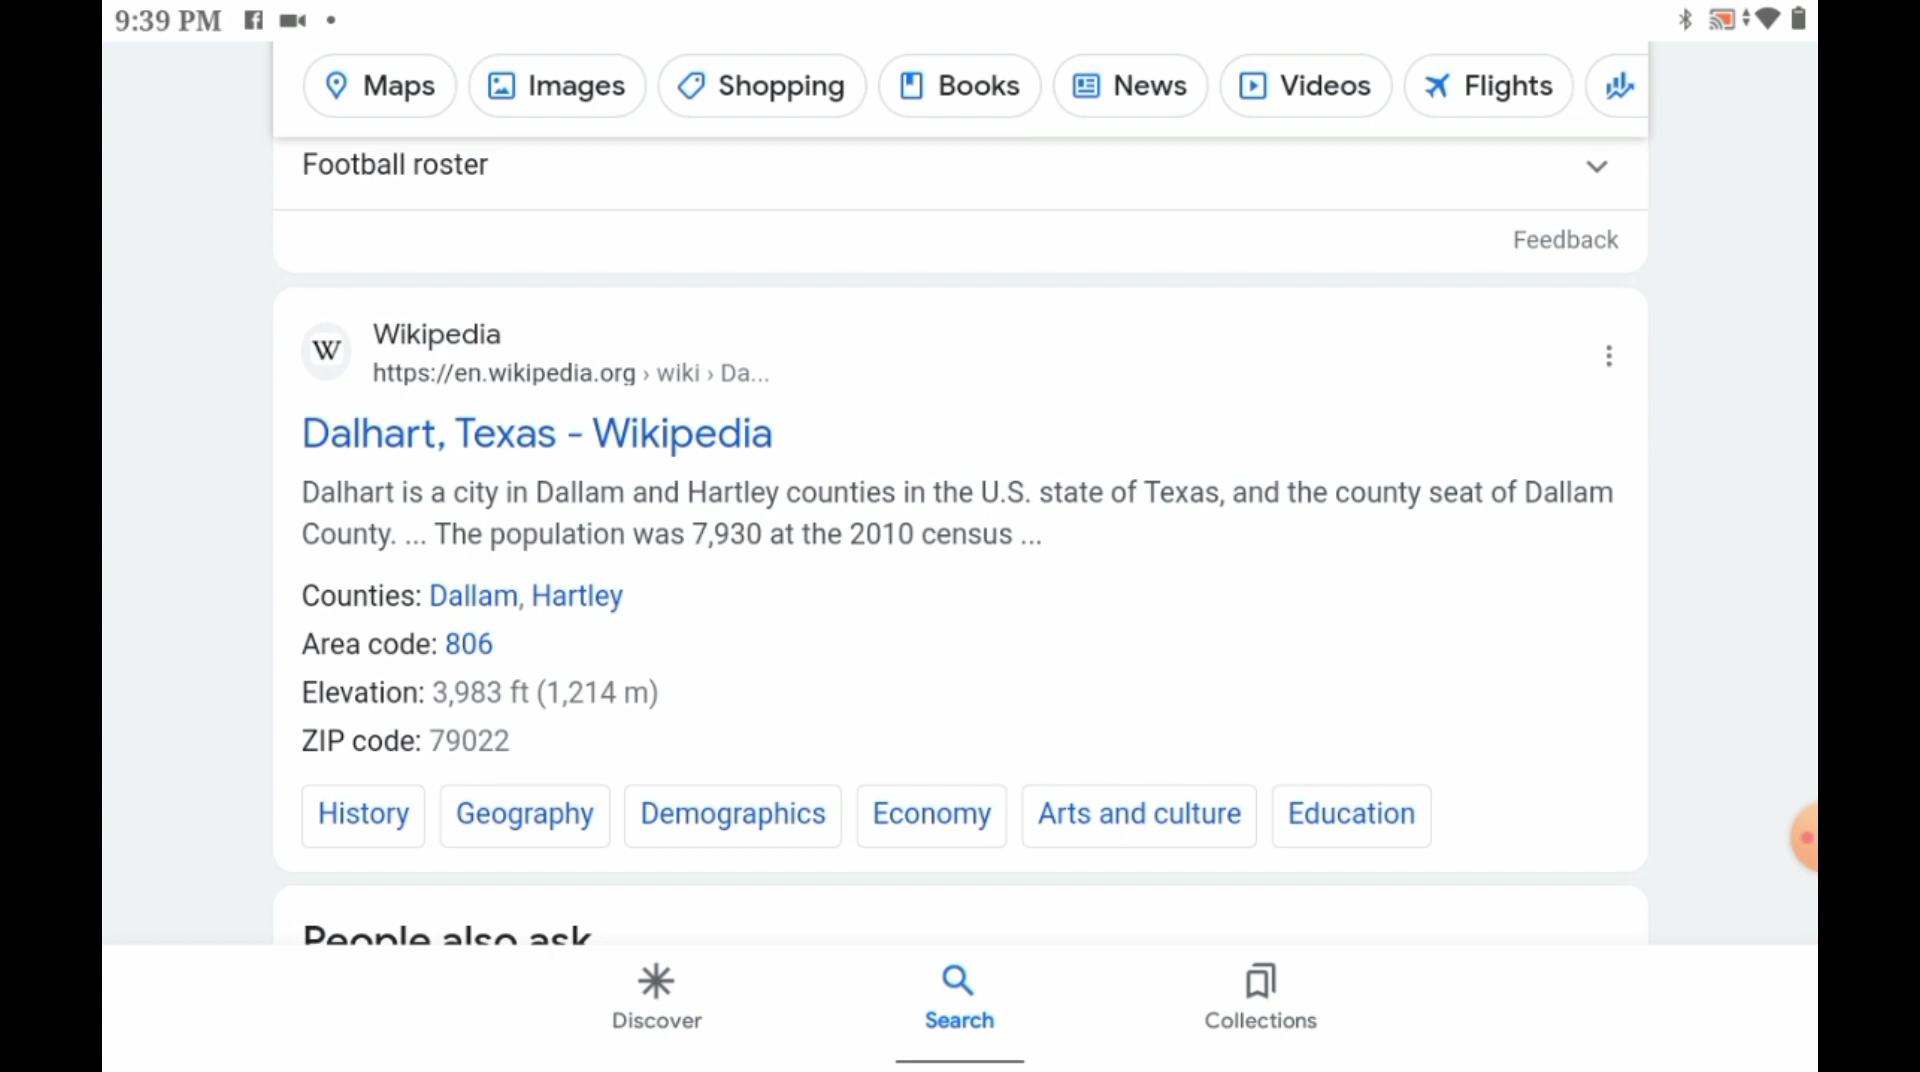 9:39 PM
Maps
Images
Shopping
Books
News
Videos
Flights
Football roster
Feedback
W
Wikipedia
https://en.wikipedia.org › wiki › Da...
Dalhart, Texas - Wikipedia
Dalhart is a city in Dallam and Hartley counties in the U.S. state of Texas, and the county seat of Dallam
County. ... The population was 7,930 at the 2010 census ...
Counties: Dallam, Hartley
Area code: 806
Elevation: 3,983 ft (1,214 m)
ZIP code: 79022
History
Geography
Demographics
Economy
Arts and culture
Education
People also ask
Discover
Search
Collections